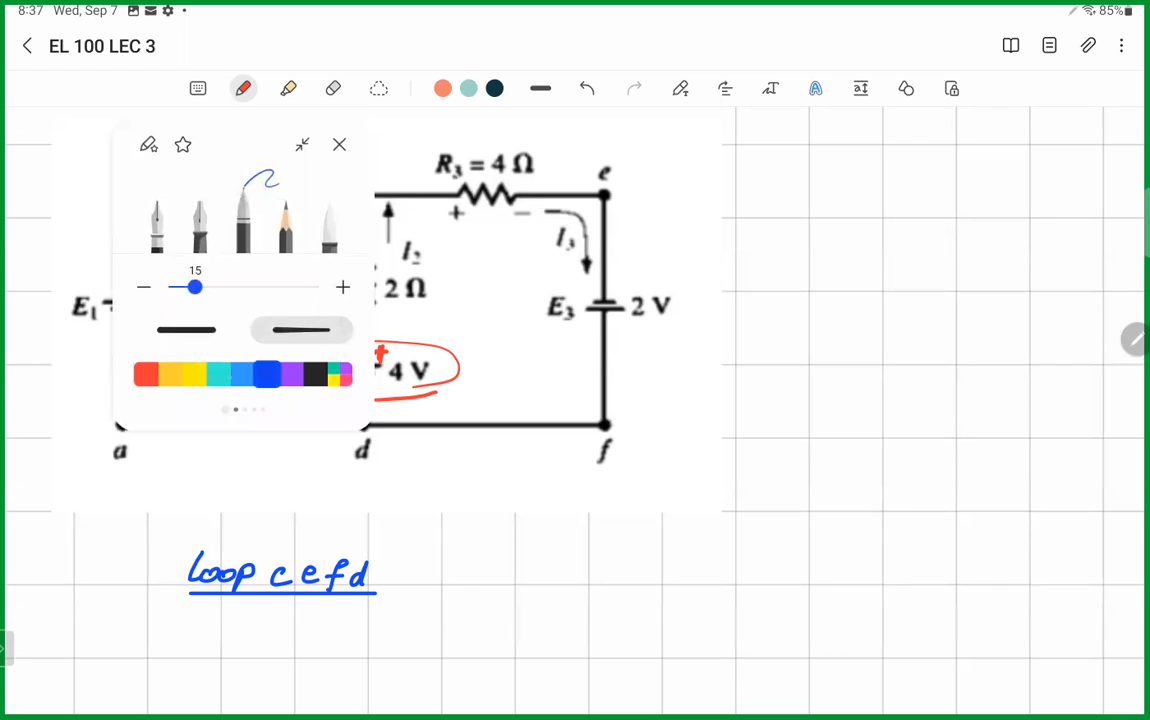 8:37 Wed, Sep 7
85%
EL 100 LEC 3
R3 = 4 Ω
e
+ −
I2
I3
15
2 Ω
E1
E3
2 V
+
4 V
a
d
f
Loop c e f d